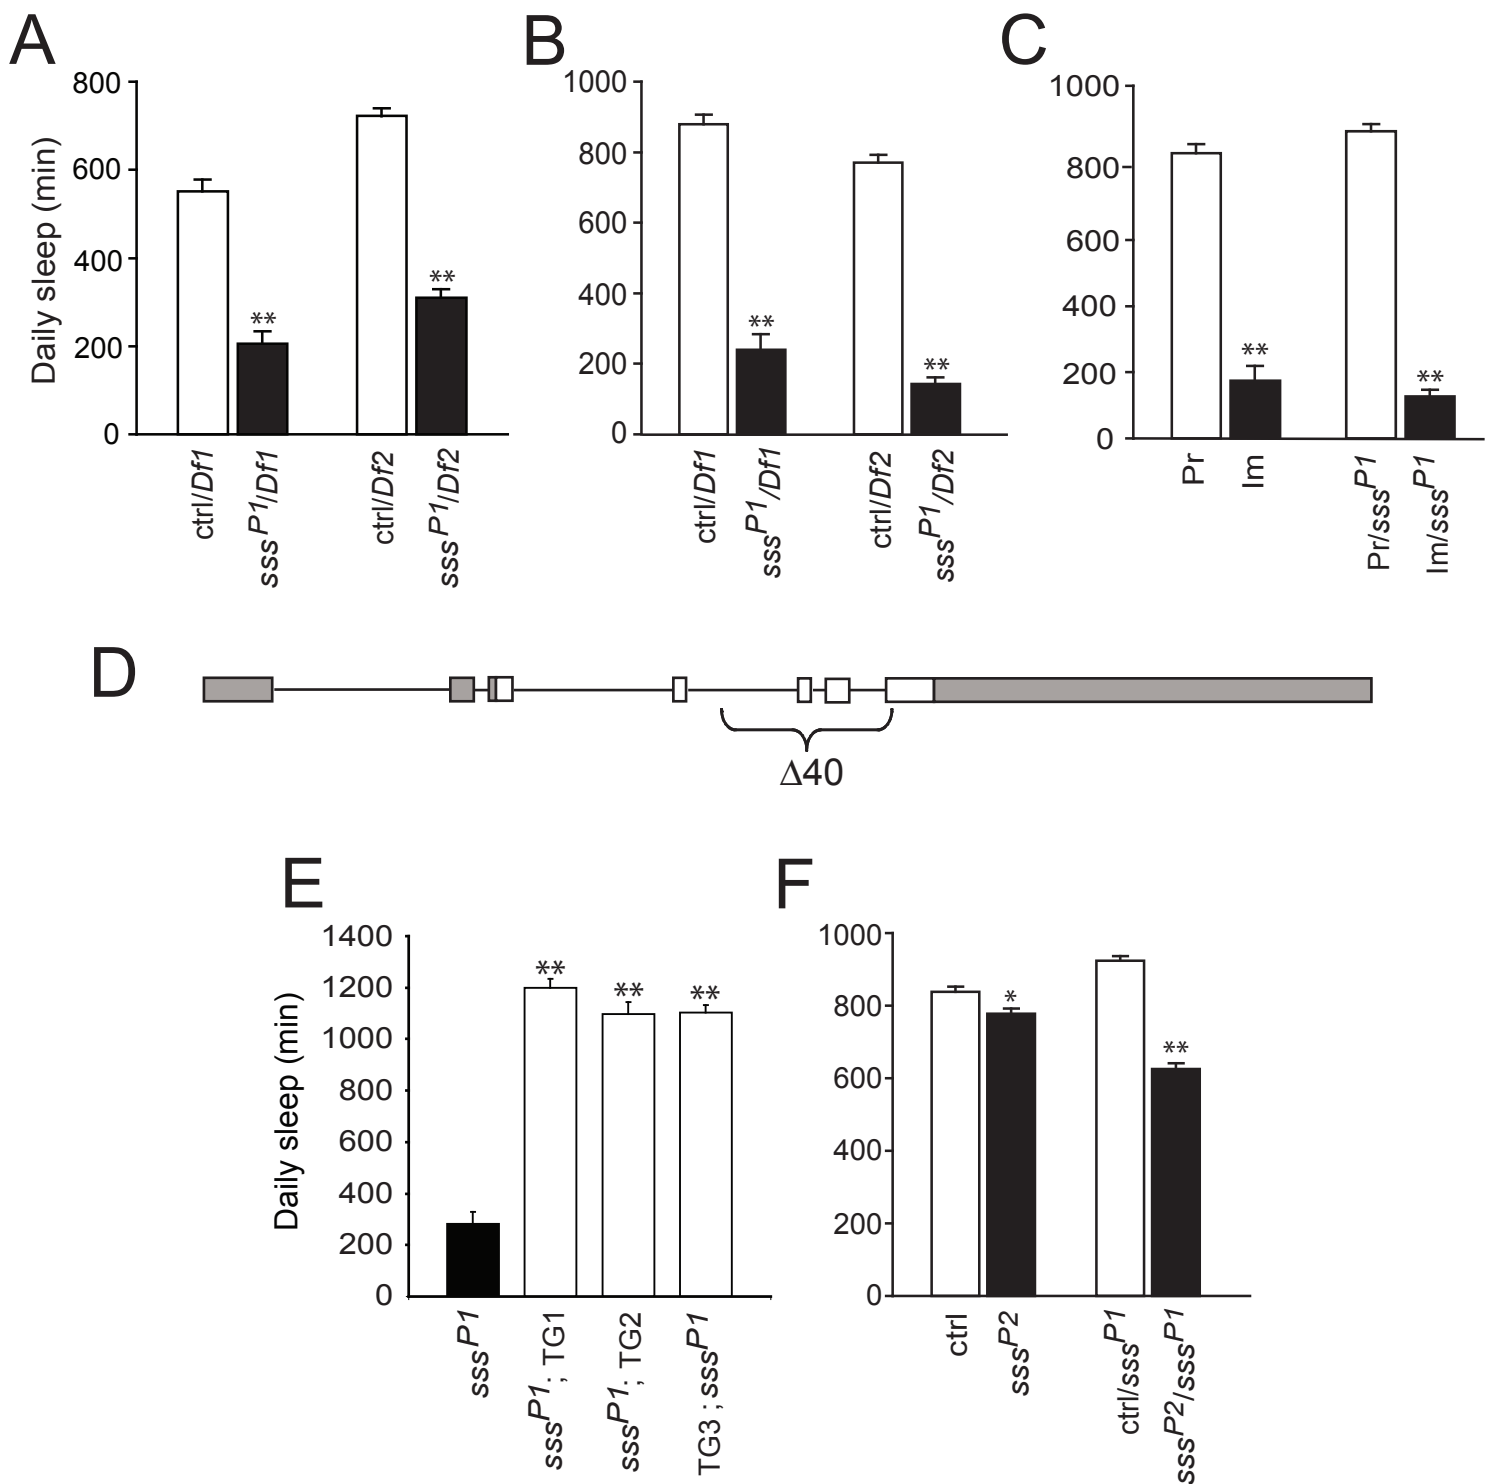 A
Daily sleep (min)
800
600
400
200
0
**
**
ctrl/Df1
sssP1/Df1
ctrl/Df2
sssP1/Df2
B
1000
800
600
400
200
0
**
**
ctrl/Df1
sssP1/Df1
ctrl/Df2
sssP1/Df2
C
1000
800
600
400
200
0
**
**
Pr
Im
Pr/sssP1
Im/sssP1
D
Δ40
E
Daily sleep (min)
1400
1200
1000
800
600
400
200
0
**
**
**
sssP1
sssP1; TG1
sssP1; TG2
TG3 ; sssP1
F
1000
800
600
400
200
0
*
**
ctrl
sssP2
ctrl/sssP1
sssP2/sssP1